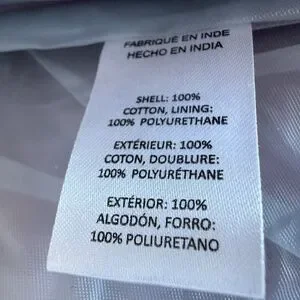 FABRIQUÉ EN INDE
HECHO EN INDIA
SHELL: 100%
COTTON, LINING:
100% POLYURETHANE
EXTÉRIEUR: 100%
COTON, DOUBLURE:
100% POLYURÉTHANE
EXTÉRIOR: 100%
ALGODÓN, FORRO:
100% POLIURETANO